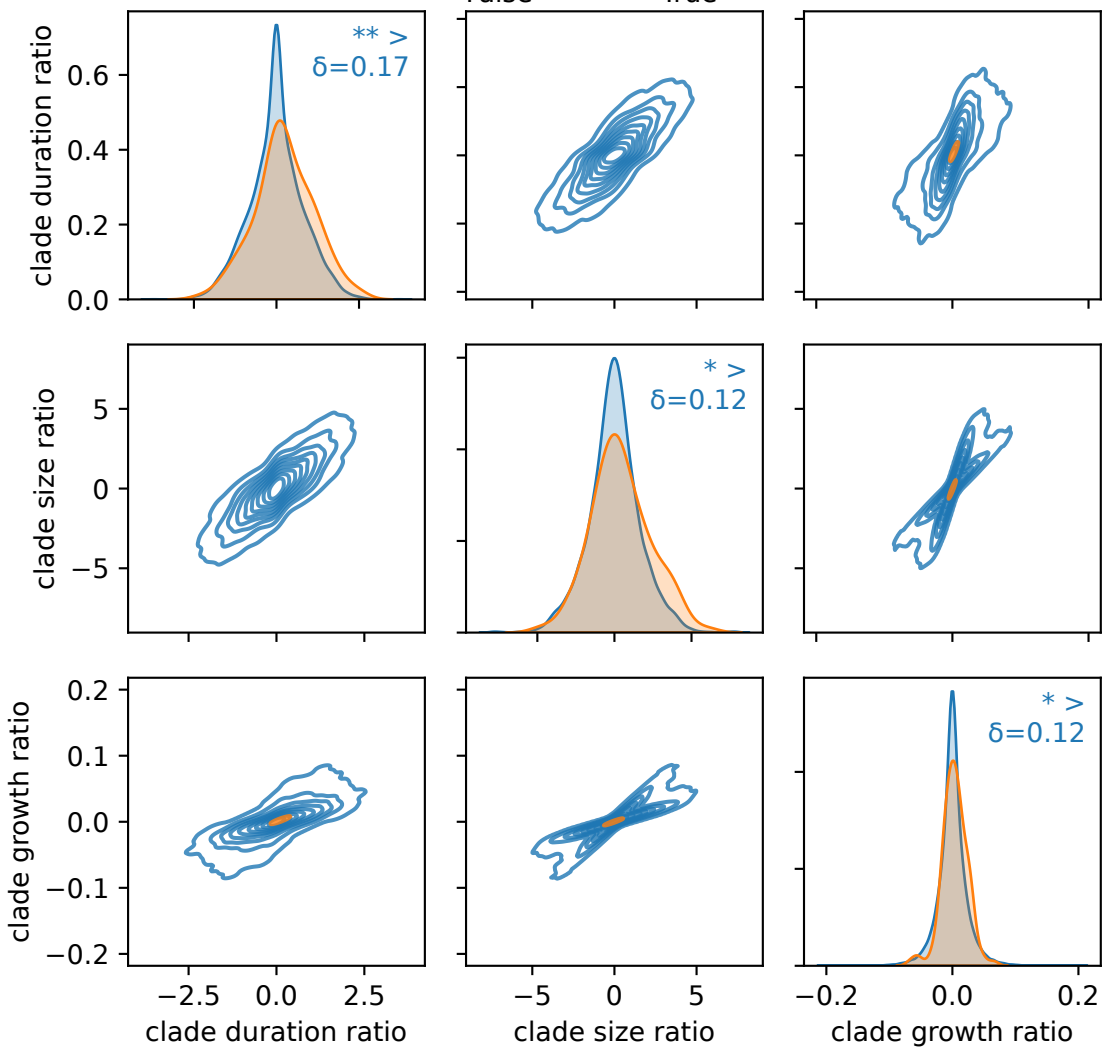 clade duration ratio
0.6
0.4
0.2
0.0
** >
δ=0.17
clade size ratio
5
0
−5
* >
δ=0.12
clade growth ratio
0.2
0.1
0.0
−0.1
−0.2
* >
δ=0.12
−2.5 0.0 2.5
−5 0 5
−0.2 0.0 0.2
clade duration ratio
clade size ratio
clade growth ratio